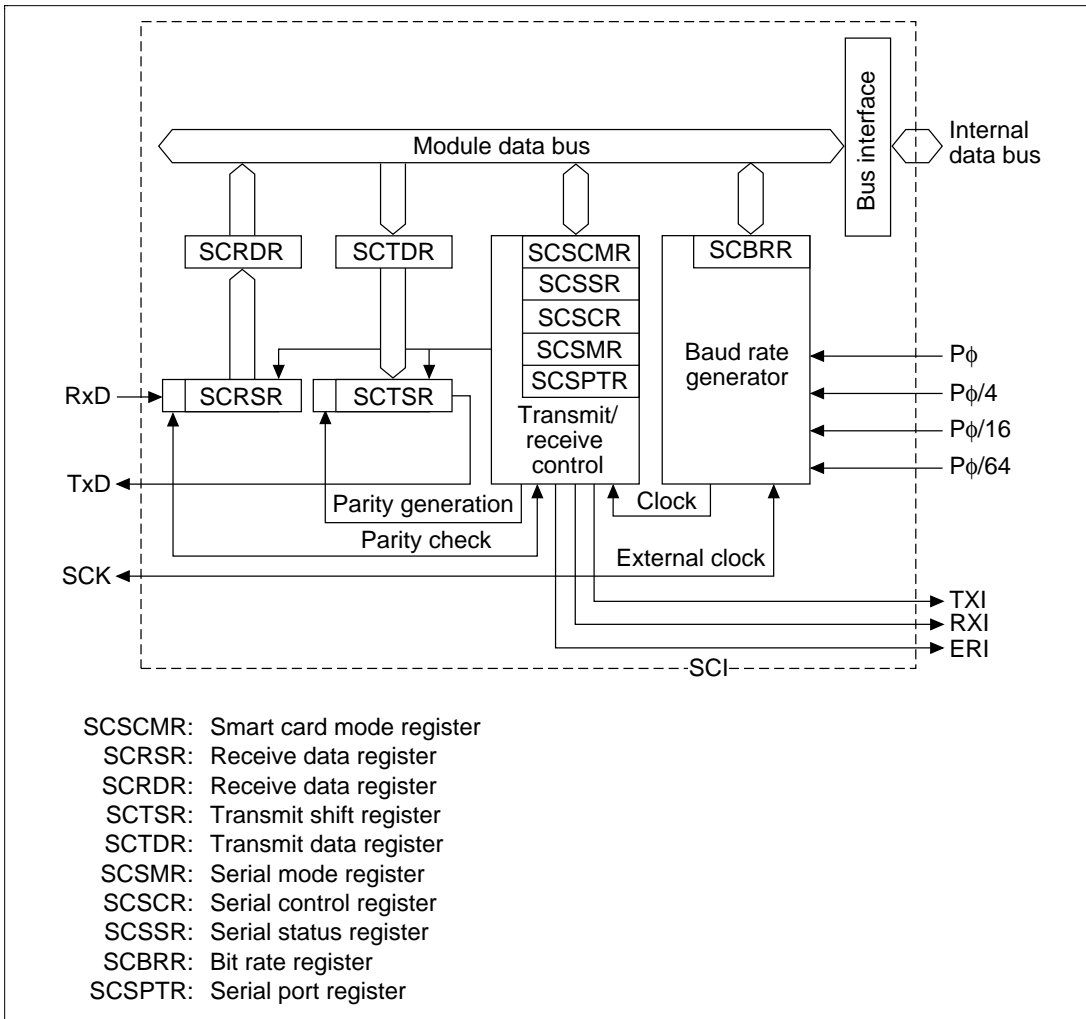 Module data bus
Bus interface
Internal
data bus
SCRDR
SCTDR
SCSCMR
SCSSR
SCSCR
SCSMR
SCSPTR
Transmit/
receive
control
SCBRR
Baud rate
generator
Pϕ
Pϕ/4
Pϕ/16
Pϕ/64
RxD
SCRSR
SCTSR
TxD
Parity generation
Clock
Parity check
External clock
SCK
TXI
RXI
ERI
SCI
SCSCMR: Smart card mode register
SCRSR: Receive data register
SCRDR: Receive data register
SCTSR: Transmit shift register
SCTDR: Transmit data register
SCSMR: Serial mode register
SCSCR: Serial control register
SCSSR: Serial status register
SCBRR: Bit rate register
SCSPTR: Serial port register